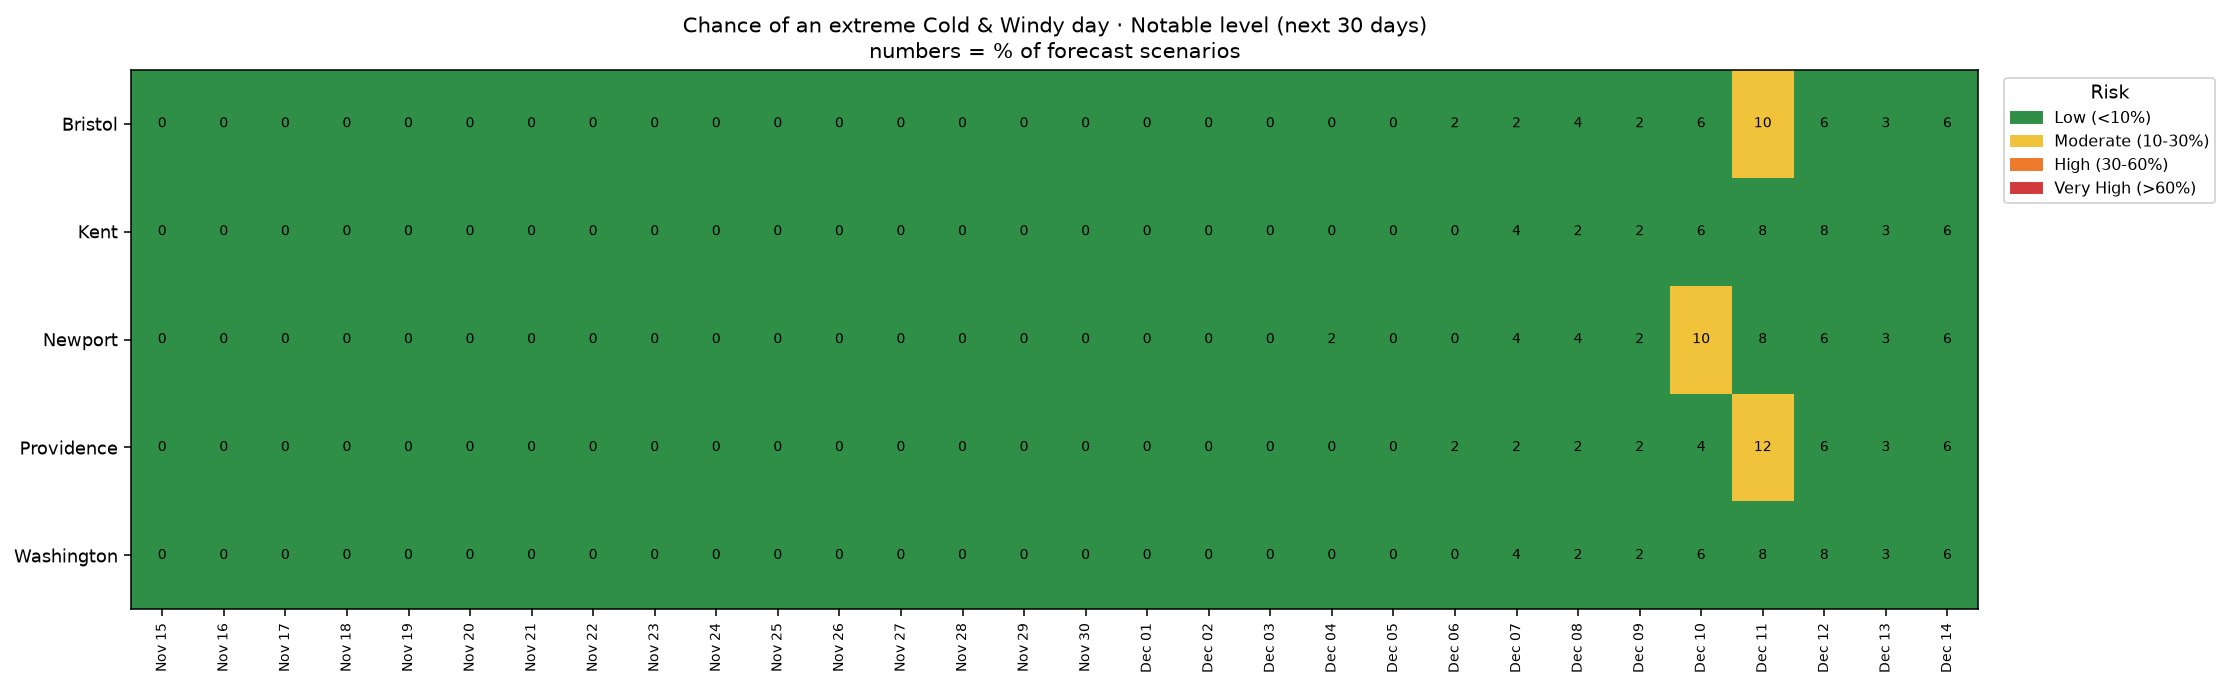 Chance of an extreme Cold & Windy day · Notable level (next 30 days)
numbers = % of forecast scenarios
Risk
Low (<10%)
Moderate (10-30%)
High (30-60%)
Very High (>60%)
Bristol 0 0 0 0 0 0 0 0 0 0 0 0 0 0 0 0 0 0 0 0 0 2 2 4 2 6 10 6 3 6
Kent 0 0 0 0 0 0 0 0 0 0 0 0 0 0 0 0 0 0 0 0 0 0 4 2 2 6 8 8 3 6
Newport 0 0 0 0 0 0 0 0 0 0 0 0 0 0 0 0 0 0 0 2 0 0 4 4 2 10 8 6 3 6
Providence 0 0 0 0 0 0 0 0 0 0 0 0 0 0 0 0 0 0 0 0 0 2 2 2 2 4 12 6 3 6
Washington 0 0 0 0 0 0 0 0 0 0 0 0 0 0 0 0 0 0 0 0 0 0 4 2 2 6 8 8 3 6
Nov 15 Nov 16 Nov 17 Nov 18 Nov 19 Nov 20 Nov 21 Nov 22 Nov 23 Nov 24 Nov 25 Nov 26 Nov 27 Nov 28 Nov 29 Nov 30 Dec 01 Dec 02 Dec 03 Dec 04 Dec 05 Dec 06 Dec 07 Dec 08 Dec 09 Dec 10 Dec 11 Dec 12 Dec 13 Dec 14